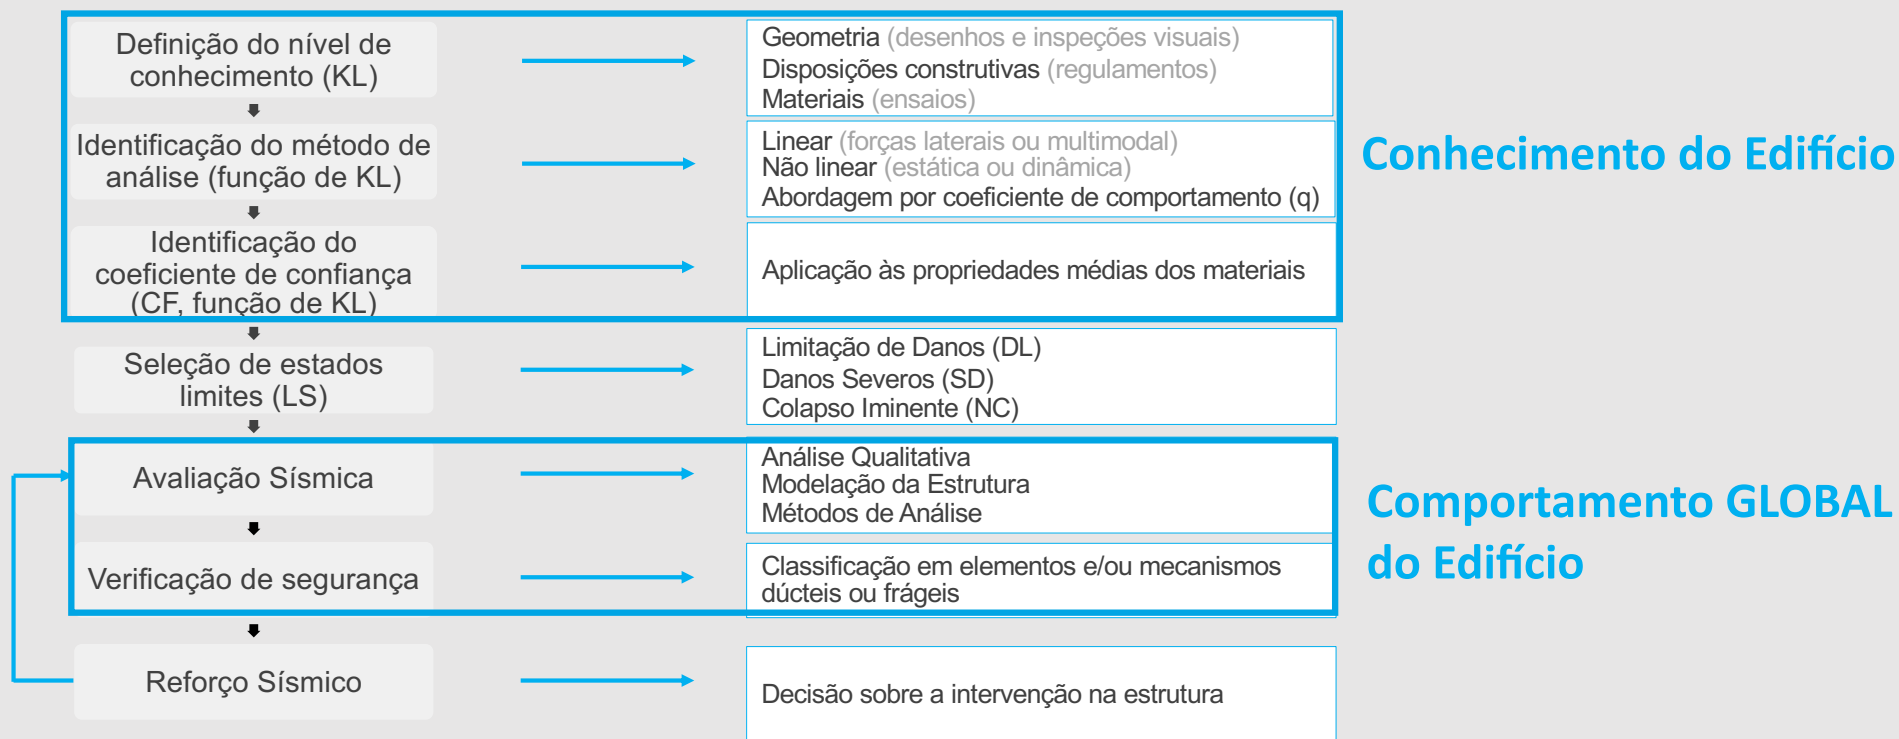 Definição do nível de
conhecimento (KL)
Geometria (desenhos e inspeções visuais)
Disposições construtivas (regulamentos)
Materiais (ensaios)
Identificação do método de
análise (função de KL)
Linear (forças laterais ou multimodal)
Não linear (estática ou dinâmica)
Abordagem por coeficiente de comportamento (q)
Conhecimento do Edifício
Identificação do
coeficiente de confiança
(CF, função de KL)
Aplicação às propriedades médias dos materiais
Seleção de estados
limites (LS)
Limitação de Danos (DL)
Danos Severos (SD)
Colapso Iminente (NC)
Avaliação Sísmica
Análise Qualitativa
Modelação da Estrutura
Métodos de Análise
Comportamento GLOBAL
do Edifício
Verificação de segurança
Classificação em elementos e/ou mecanismos
dúcteis ou frágeis
Reforço Sísmico
Decisão sobre a intervenção na estrutura